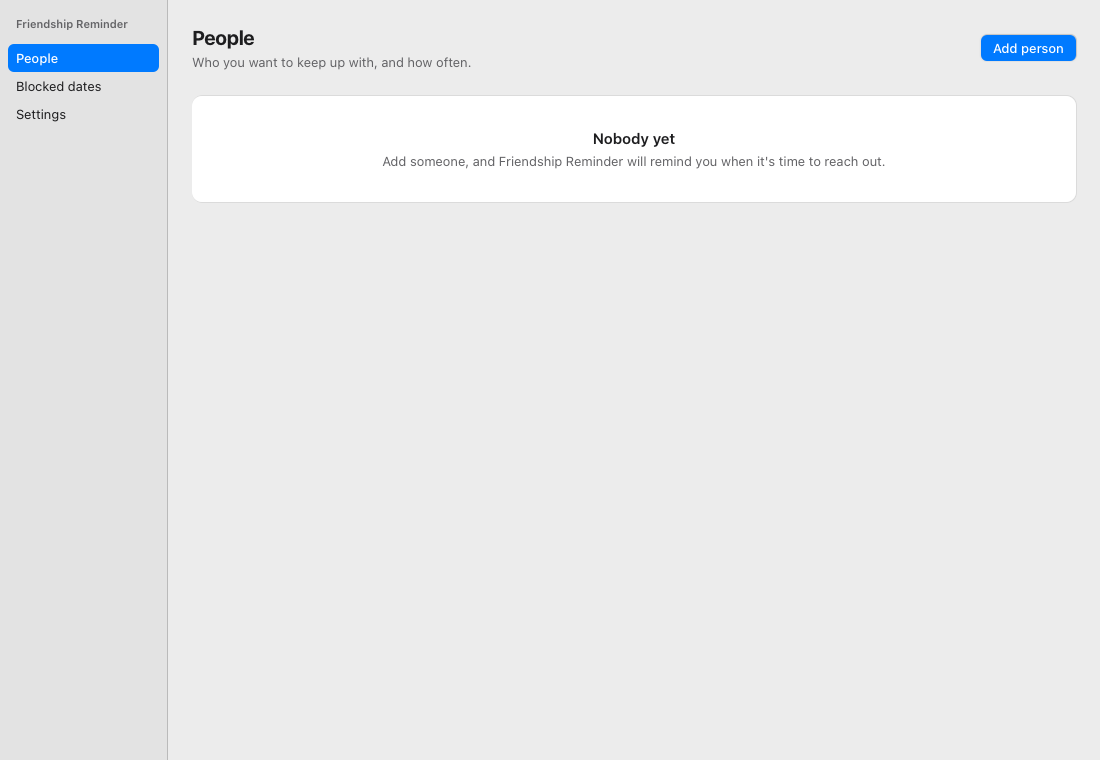 Friendship Reminder
People
Blocked dates
Settings
People
Who you want to keep up with, and how often.
Add person
Nobody yet
Add someone, and Friendship Reminder will remind you when it's time to reach out.